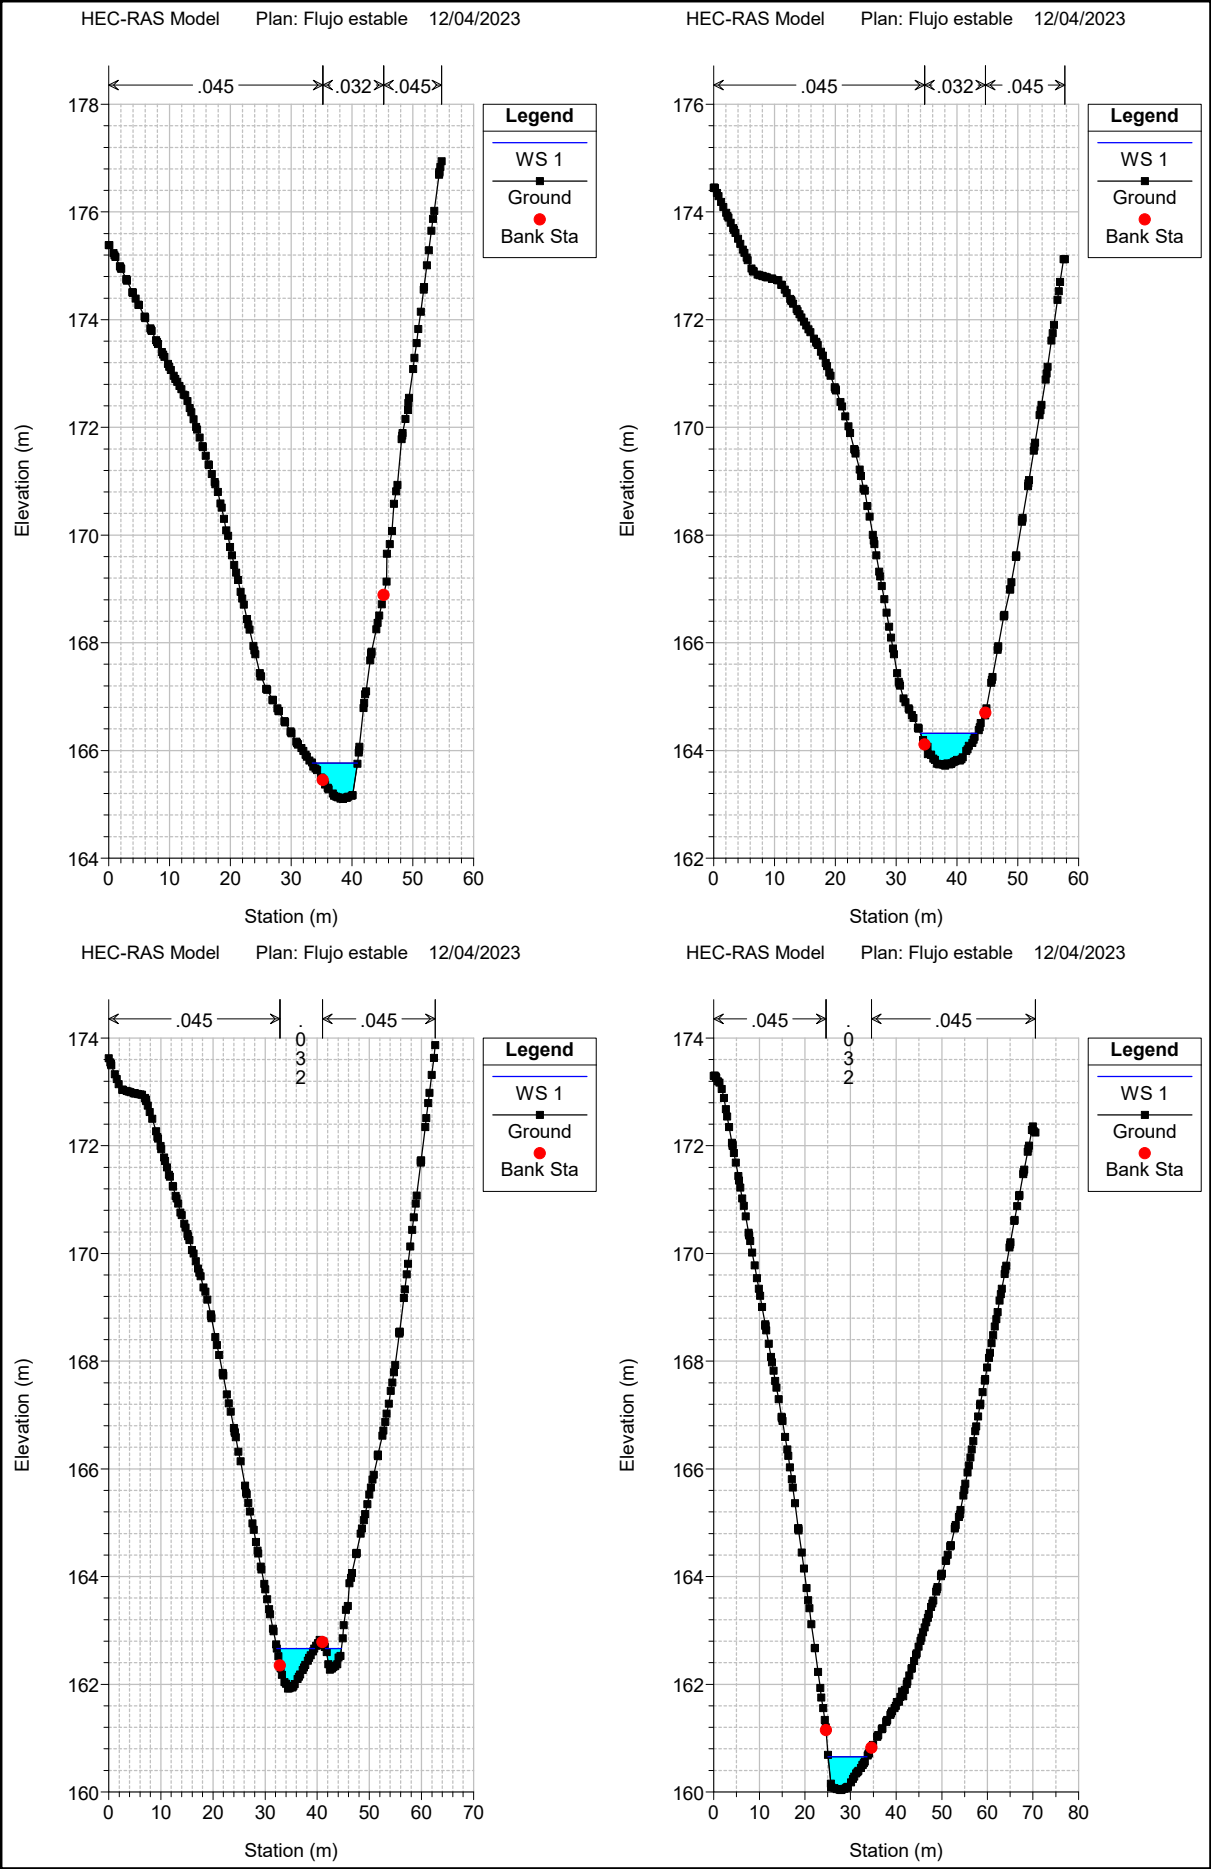 HEC-RAS Model Plan: Flujo estable 12/04/2023
.045 .032 .045
178
176
174
172
170
168
166
164
0 10 20 30 40 50 60
Station (m)
Elevation (m)
Legend
WS 1
Ground
Bank Sta
HEC-RAS Model Plan: Flujo estable 12/04/2023
.045 .032 .045
176
174
172
170
168
166
164
162
0 10 20 30 40 50 60
Station (m)
Elevation (m)
Legend
WS 1
Ground
Bank Sta
HEC-RAS Model Plan: Flujo estable 12/04/2023
.045 .032 .045
174
172
170
168
166
164
162
160
0 10 20 30 40 50 60 70
Station (m)
Elevation (m)
Legend
WS 1
Ground
Bank Sta
HEC-RAS Model Plan: Flujo estable 12/04/2023
.045 .032 .045
174
172
170
168
166
164
162
160
0 10 20 30 40 50 60 70 80
Station (m)
Elevation (m)
Legend
WS 1
Ground
Bank Sta